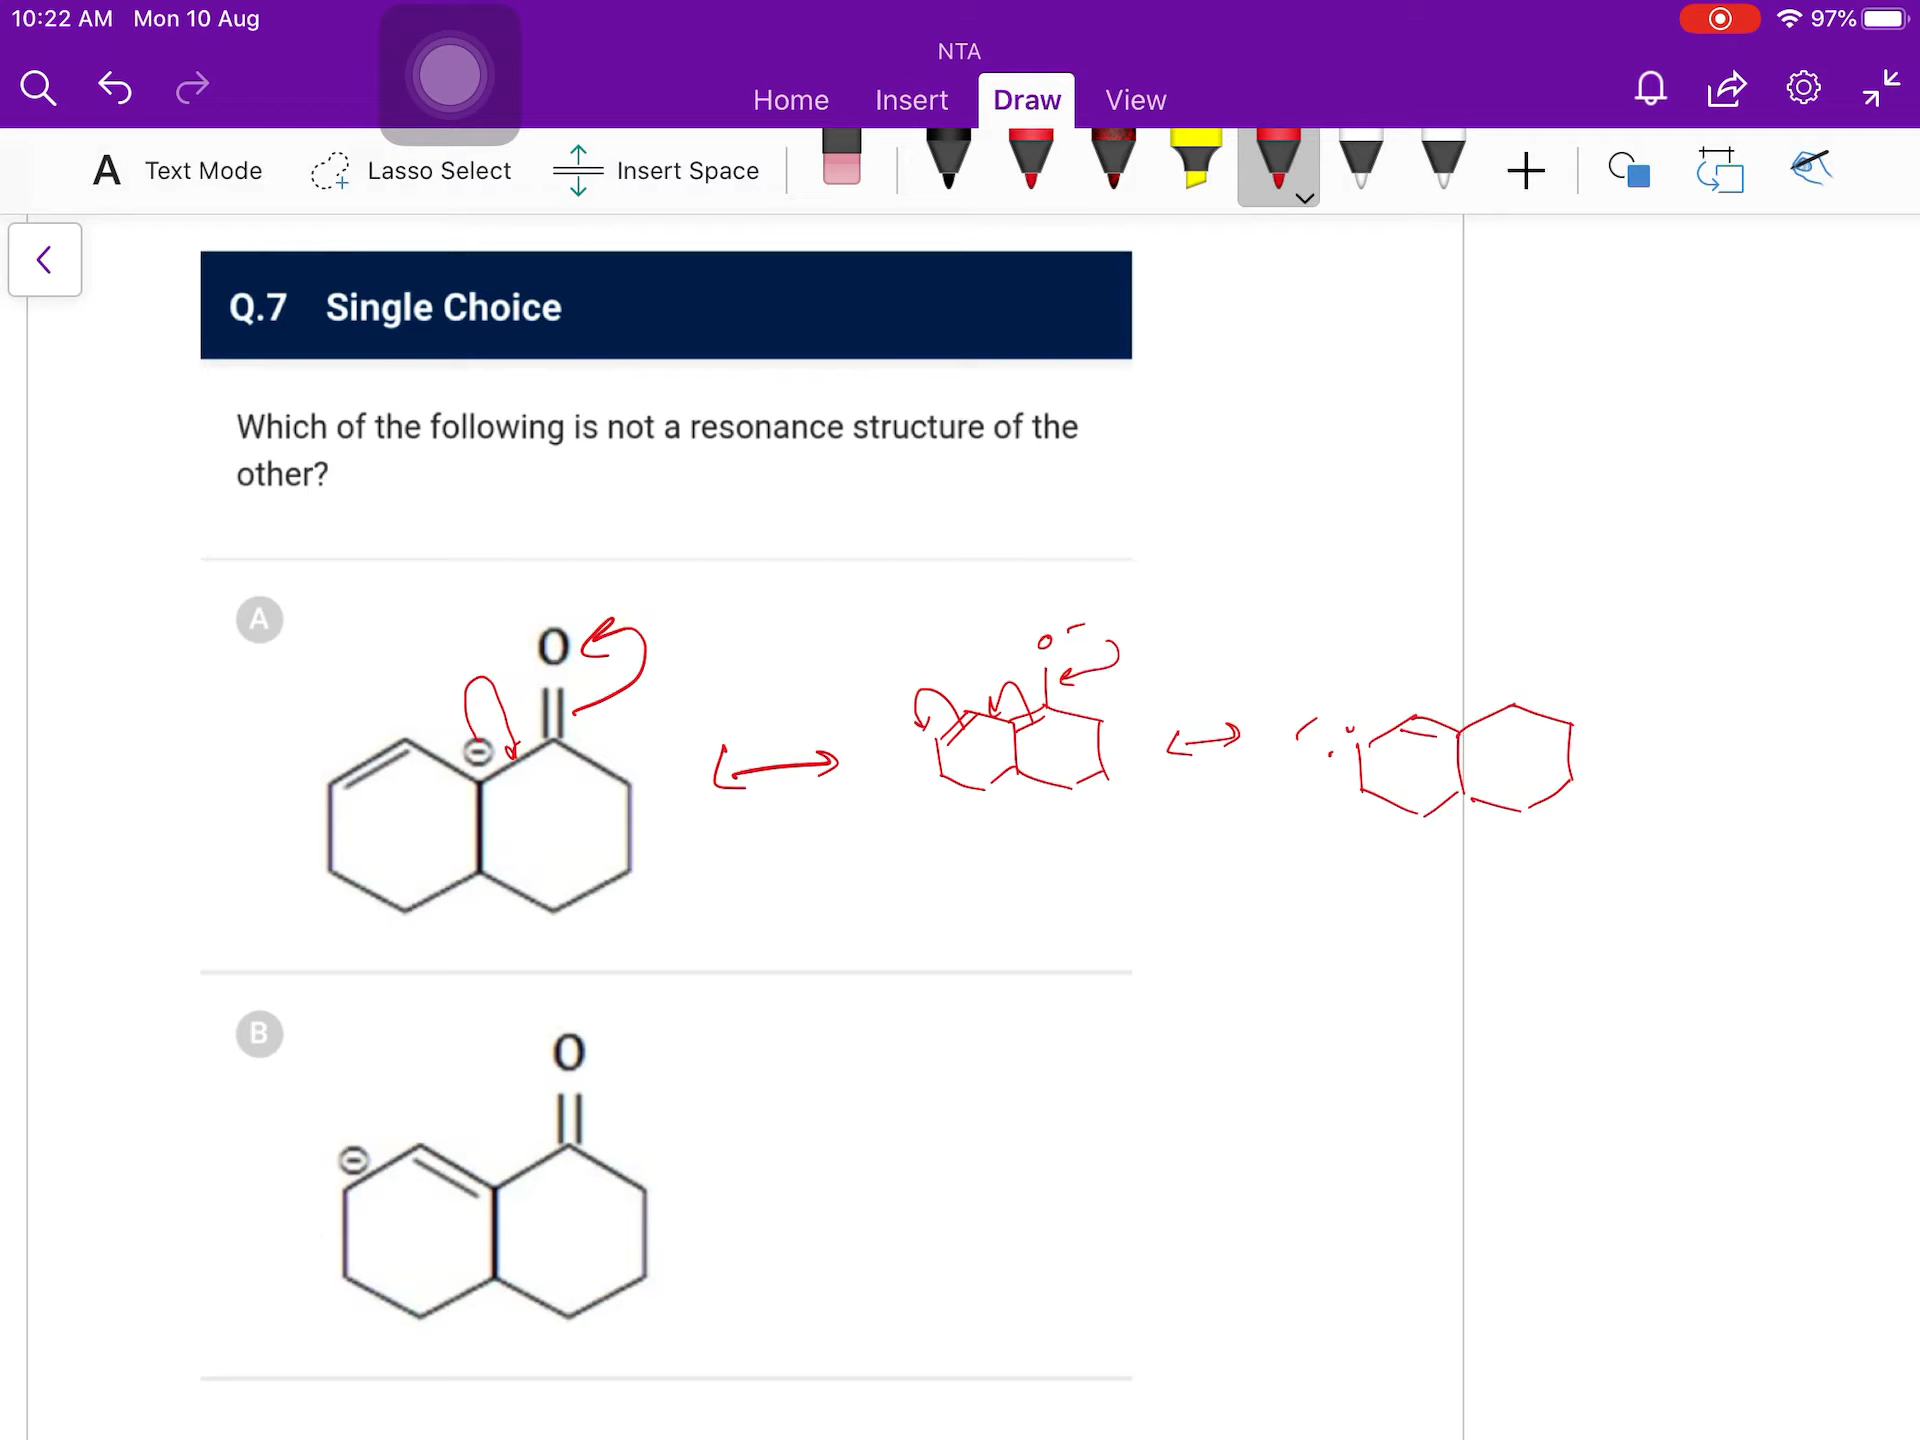 10:22 AM Mon 10 Aug
97%
NTA
Home Insert Draw View
A Text Mode Lasso Select Insert Space
Q.7 Single Choice
Which of the following is not a resonance structure of the
other?
A
O
⊖
O⁻
B
O
⊖